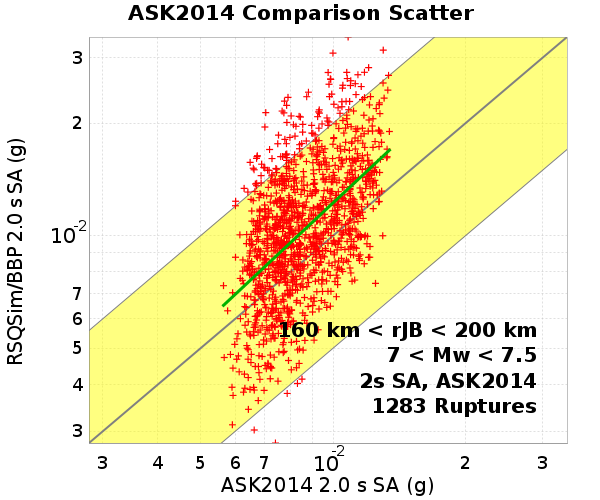 ASK2014 Comparison Scatter
3
2
10-2
7
6
5
4
3
RSQSim/BBP 2.0 s SA (g)
160 km < rJB < 200 km
7 < Mw < 7.5
2s SA, ASK2014
1283 Ruptures
3 4 5 6 7 10-2 2 3
ASK2014 2.0 s SA (g)